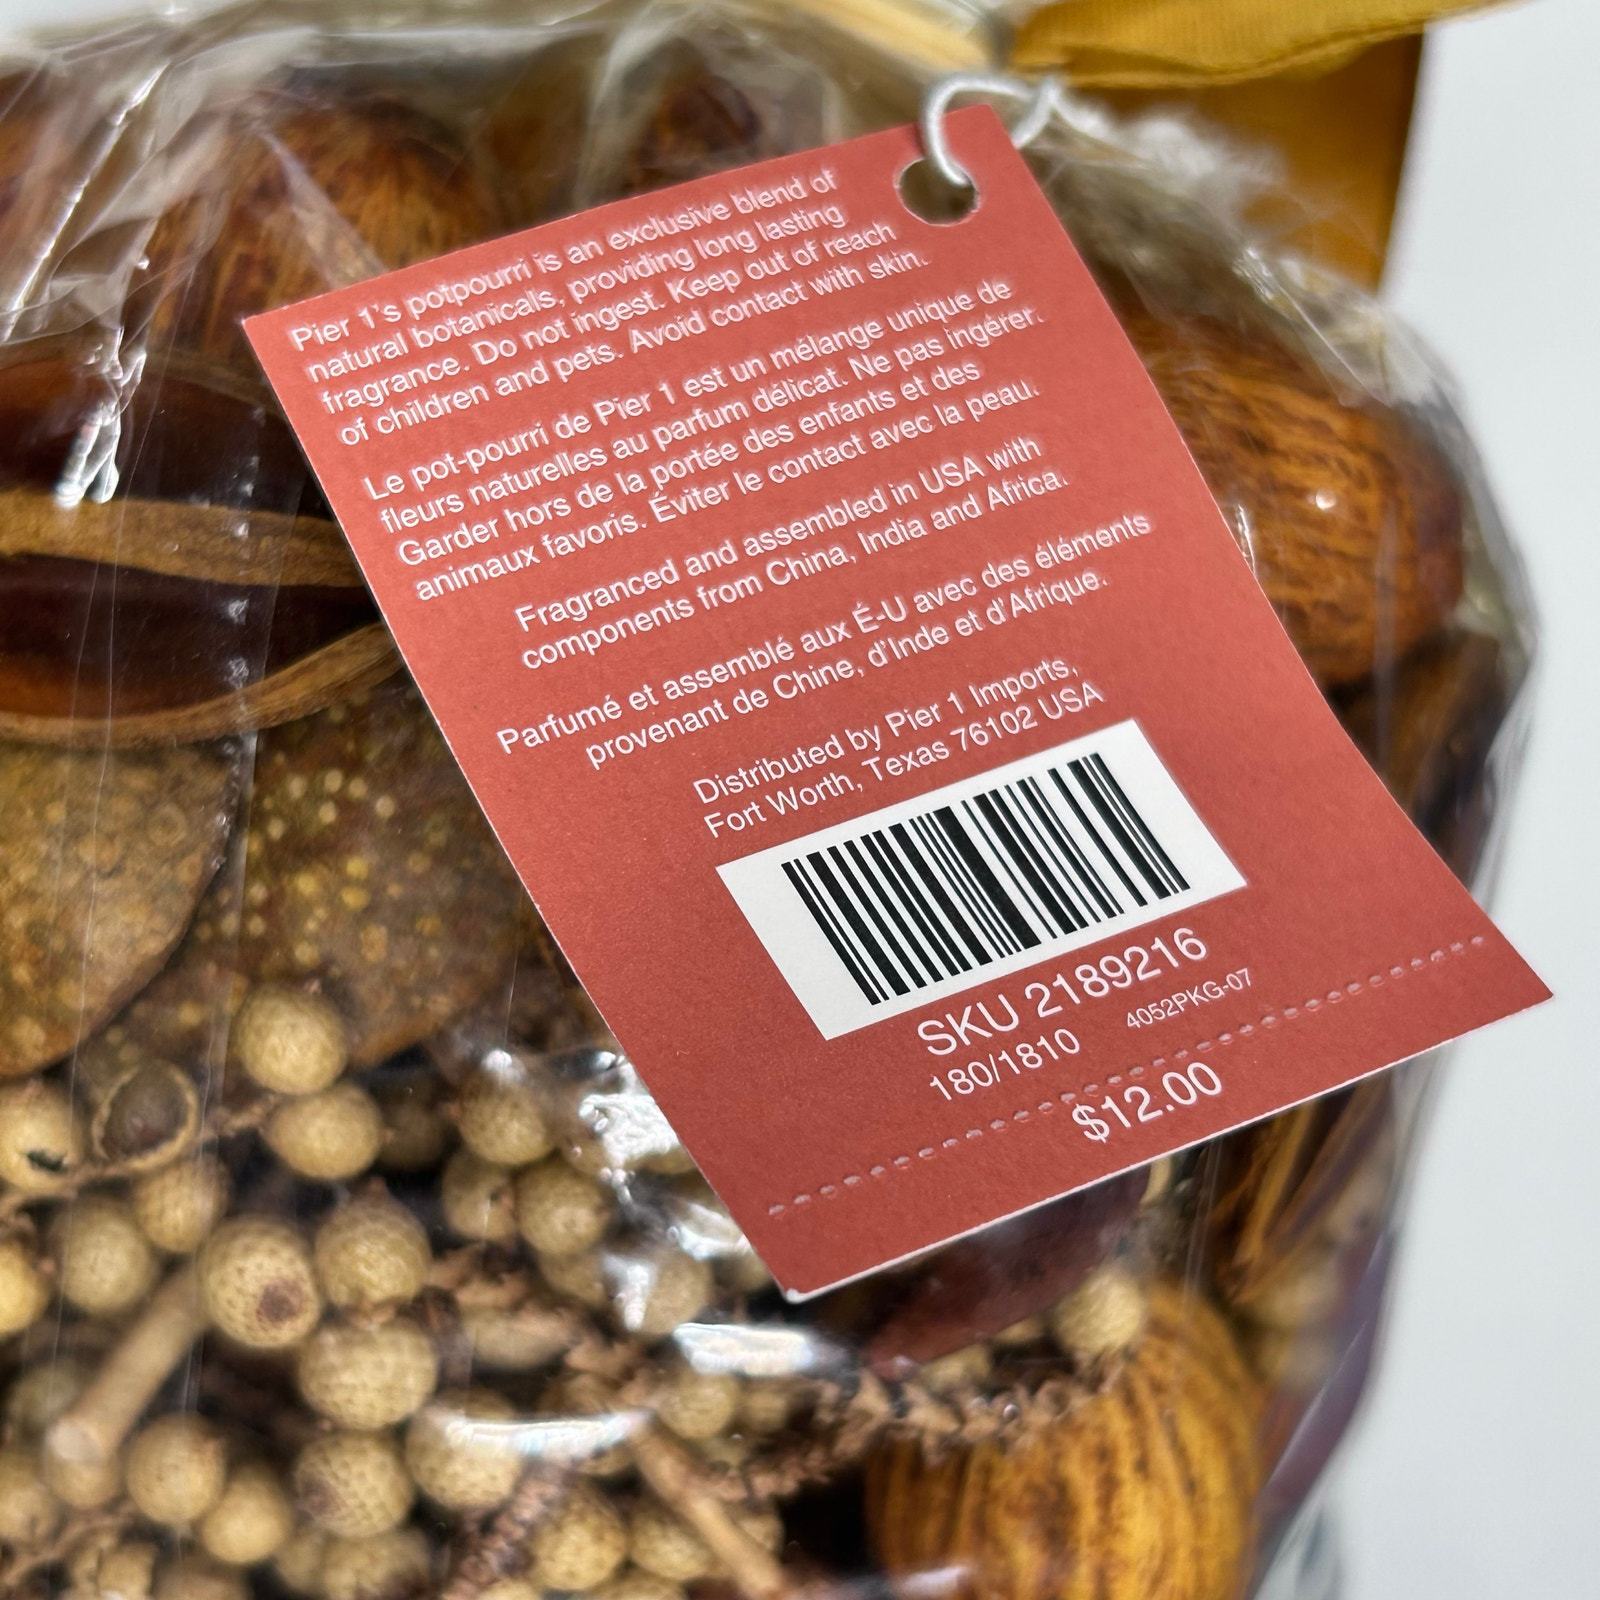 Pier 1's potpourri is an exclusive blend of
natural botanicals, providing long lasting
fragrance. Do not ingest. Keep out of reach
of children and pets. Avoid contact with skin.
Le pot-pourri de Pier 1 est un mélange unique de
fleurs naturelles au parfum délicat. Ne pas ingérer.
Garder hors de la portée des enfants et des
animaux favoris. Éviter le contact avec la peau.
Fragranced and assembled in USA with
components from China, India and Africa.
Parfumé et assemblé aux É-U avec des éléments
provenant de Chine, d'Inde et d'Afrique.
Distributed by Pier 1 Imports,
Fort Worth, Texas 76102 USA
SKU 2189216
180/1810 4052PKG-07
$12.00